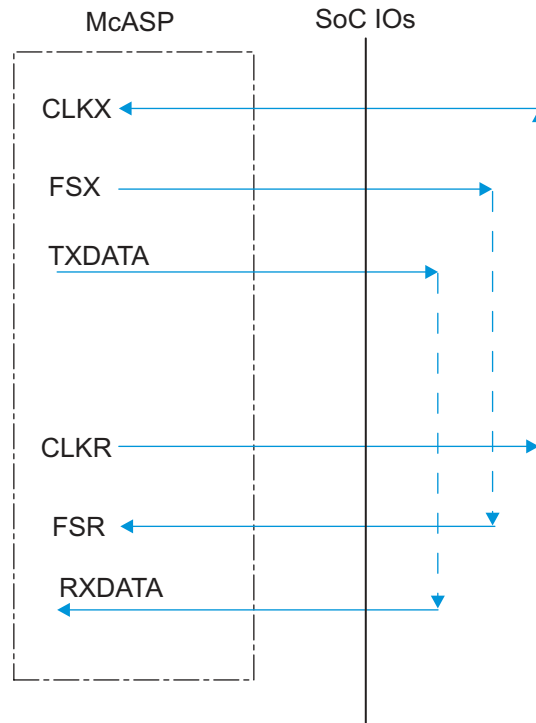 McASP
SoC IOs
CLKX
FSX
TXDATA
CLKR
FSR
RXDATA